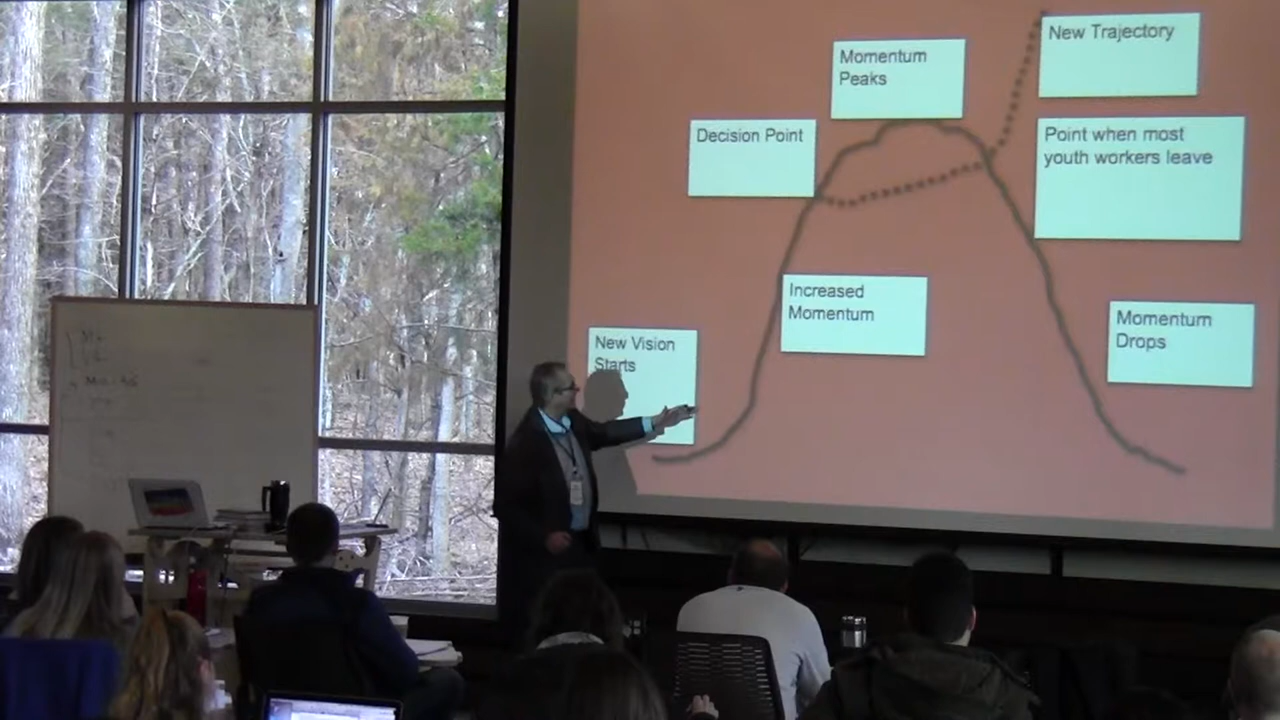 New Trajectory
Momentum
Peaks
Decision Point
Point when most
youth workers leave
Increased
Momentum
New Vision
Starts
Momentum
Drops